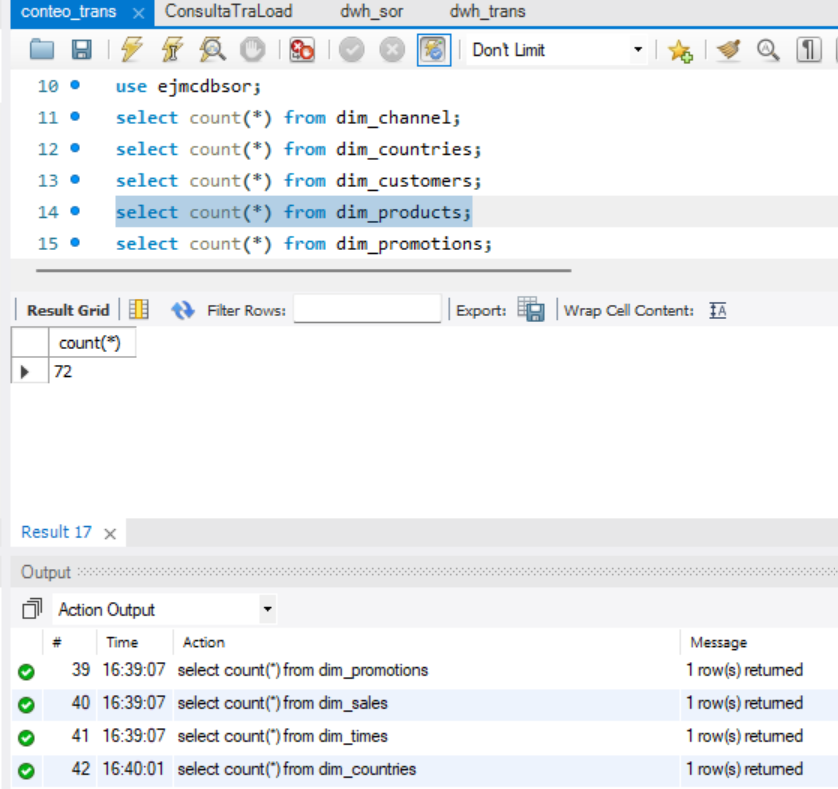 conteo_trans × ConsultaTraLoad dwh_sor dwh_trans
Don't Limit
10 use ejmcdbsor;
11 select count(*) from dim_channel;
12 select count(*) from dim_countries;
13 select count(*) from dim_customers;
14 select count(*) from dim_products;
15 select count(*) from dim_promotions;
Result Grid Filter Rows: Export: Wrap Cell Content: IA
count(*)
72
Result 17 ×
Output
Action Output
# Time Action Message
39 16:39:07 select count(*) from dim_promotions 1 row(s) returned
40 16:39:07 select count(*) from dim_sales 1 row(s) returned
41 16:39:07 select count(*) from dim_times 1 row(s) returned
42 16:40:01 select count(*) from dim_countries 1 row(s) returned